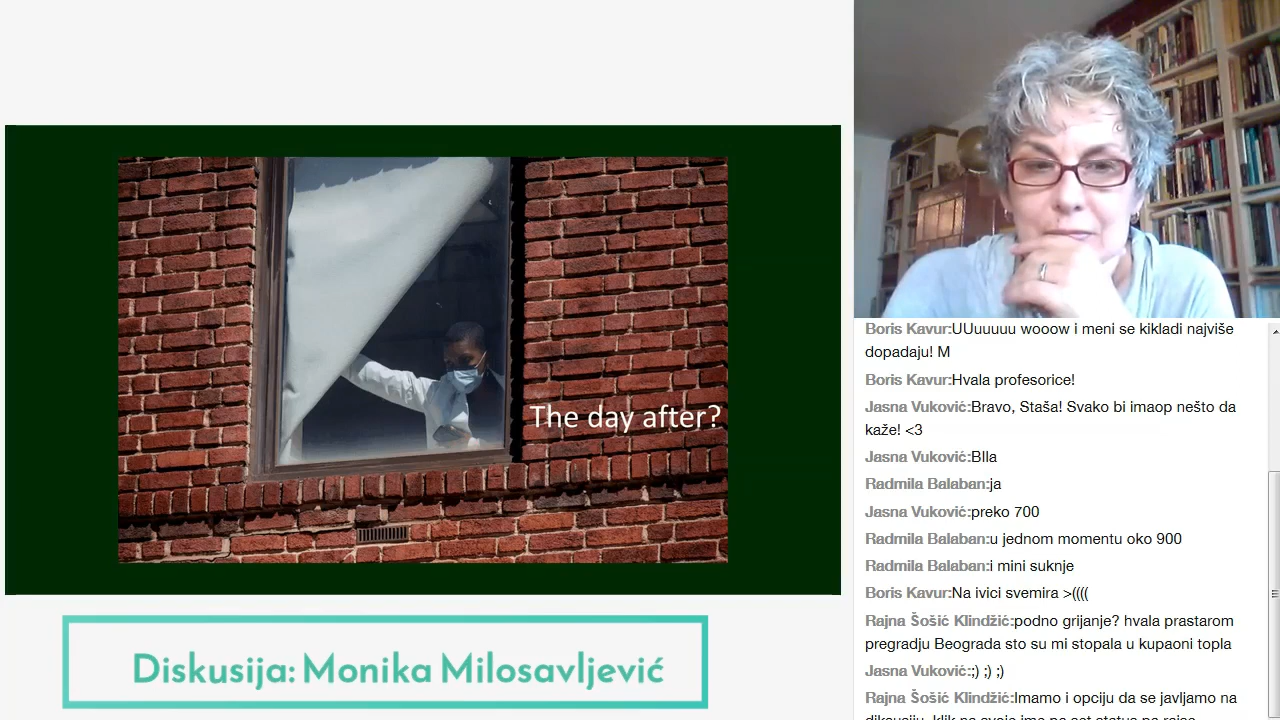 The day after?
Diskusija: Monika Milosavljević
Boris Kavur:UUuuuuu wooow i meni se kikladi najviše
dopadaju! M
Boris Kavur:Hvala profesorice!
Jasna Vuković:Bravo, Staša! Svako bi imaop nešto da
kaže! <3
Jasna Vuković:Blla
Radmila Balaban:ja
Jasna Vuković:preko 700
Radmila Balaban:u jednom momentu oko 900
Radmila Balaban:i mini suknje
Boris Kavur:Na ivici svemira >((((
Rajna Šošić Klindžić:podno grijanje? hvala prastarom
pregradju Beograda sto su mi stopala u kupaoni topla
Jasna Vuković:;) ;) ;)
Rajna Šošić Klindžić:Imamo i opciju da se javljamo na